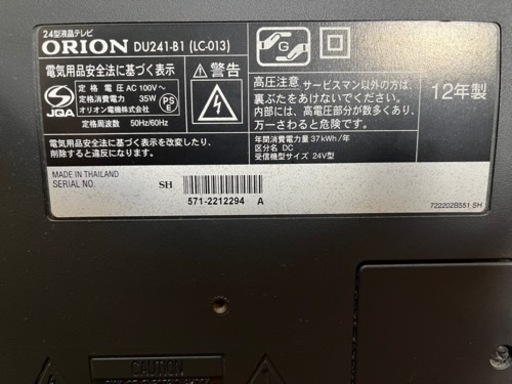 24型液晶テレビ
ORION DU241-B1 (LC-013)
電気用品安全法に基づく表示
定格電圧 AC 100V～
定格消費電力 35W
オリオン電機株式会社
定格周波数 50Hz/60Hz
JQA
PS
E
電気用品安全法に基づく表示を改変したり、
削除すると違反になります。
警告
G
高圧注意 サービスマン以外の方は、
裏ぶたをあけないでください。
内部には、高電圧部分が数多くあり、
万一さわると危険です。
12年製
年間消費電力量 37kWh/年
区分名 DC
受信機型サイズ 24V型
MADE IN THAILAND
SERIAL NO.
SH
571-2212294 A
722202B551 SH
CAUTION